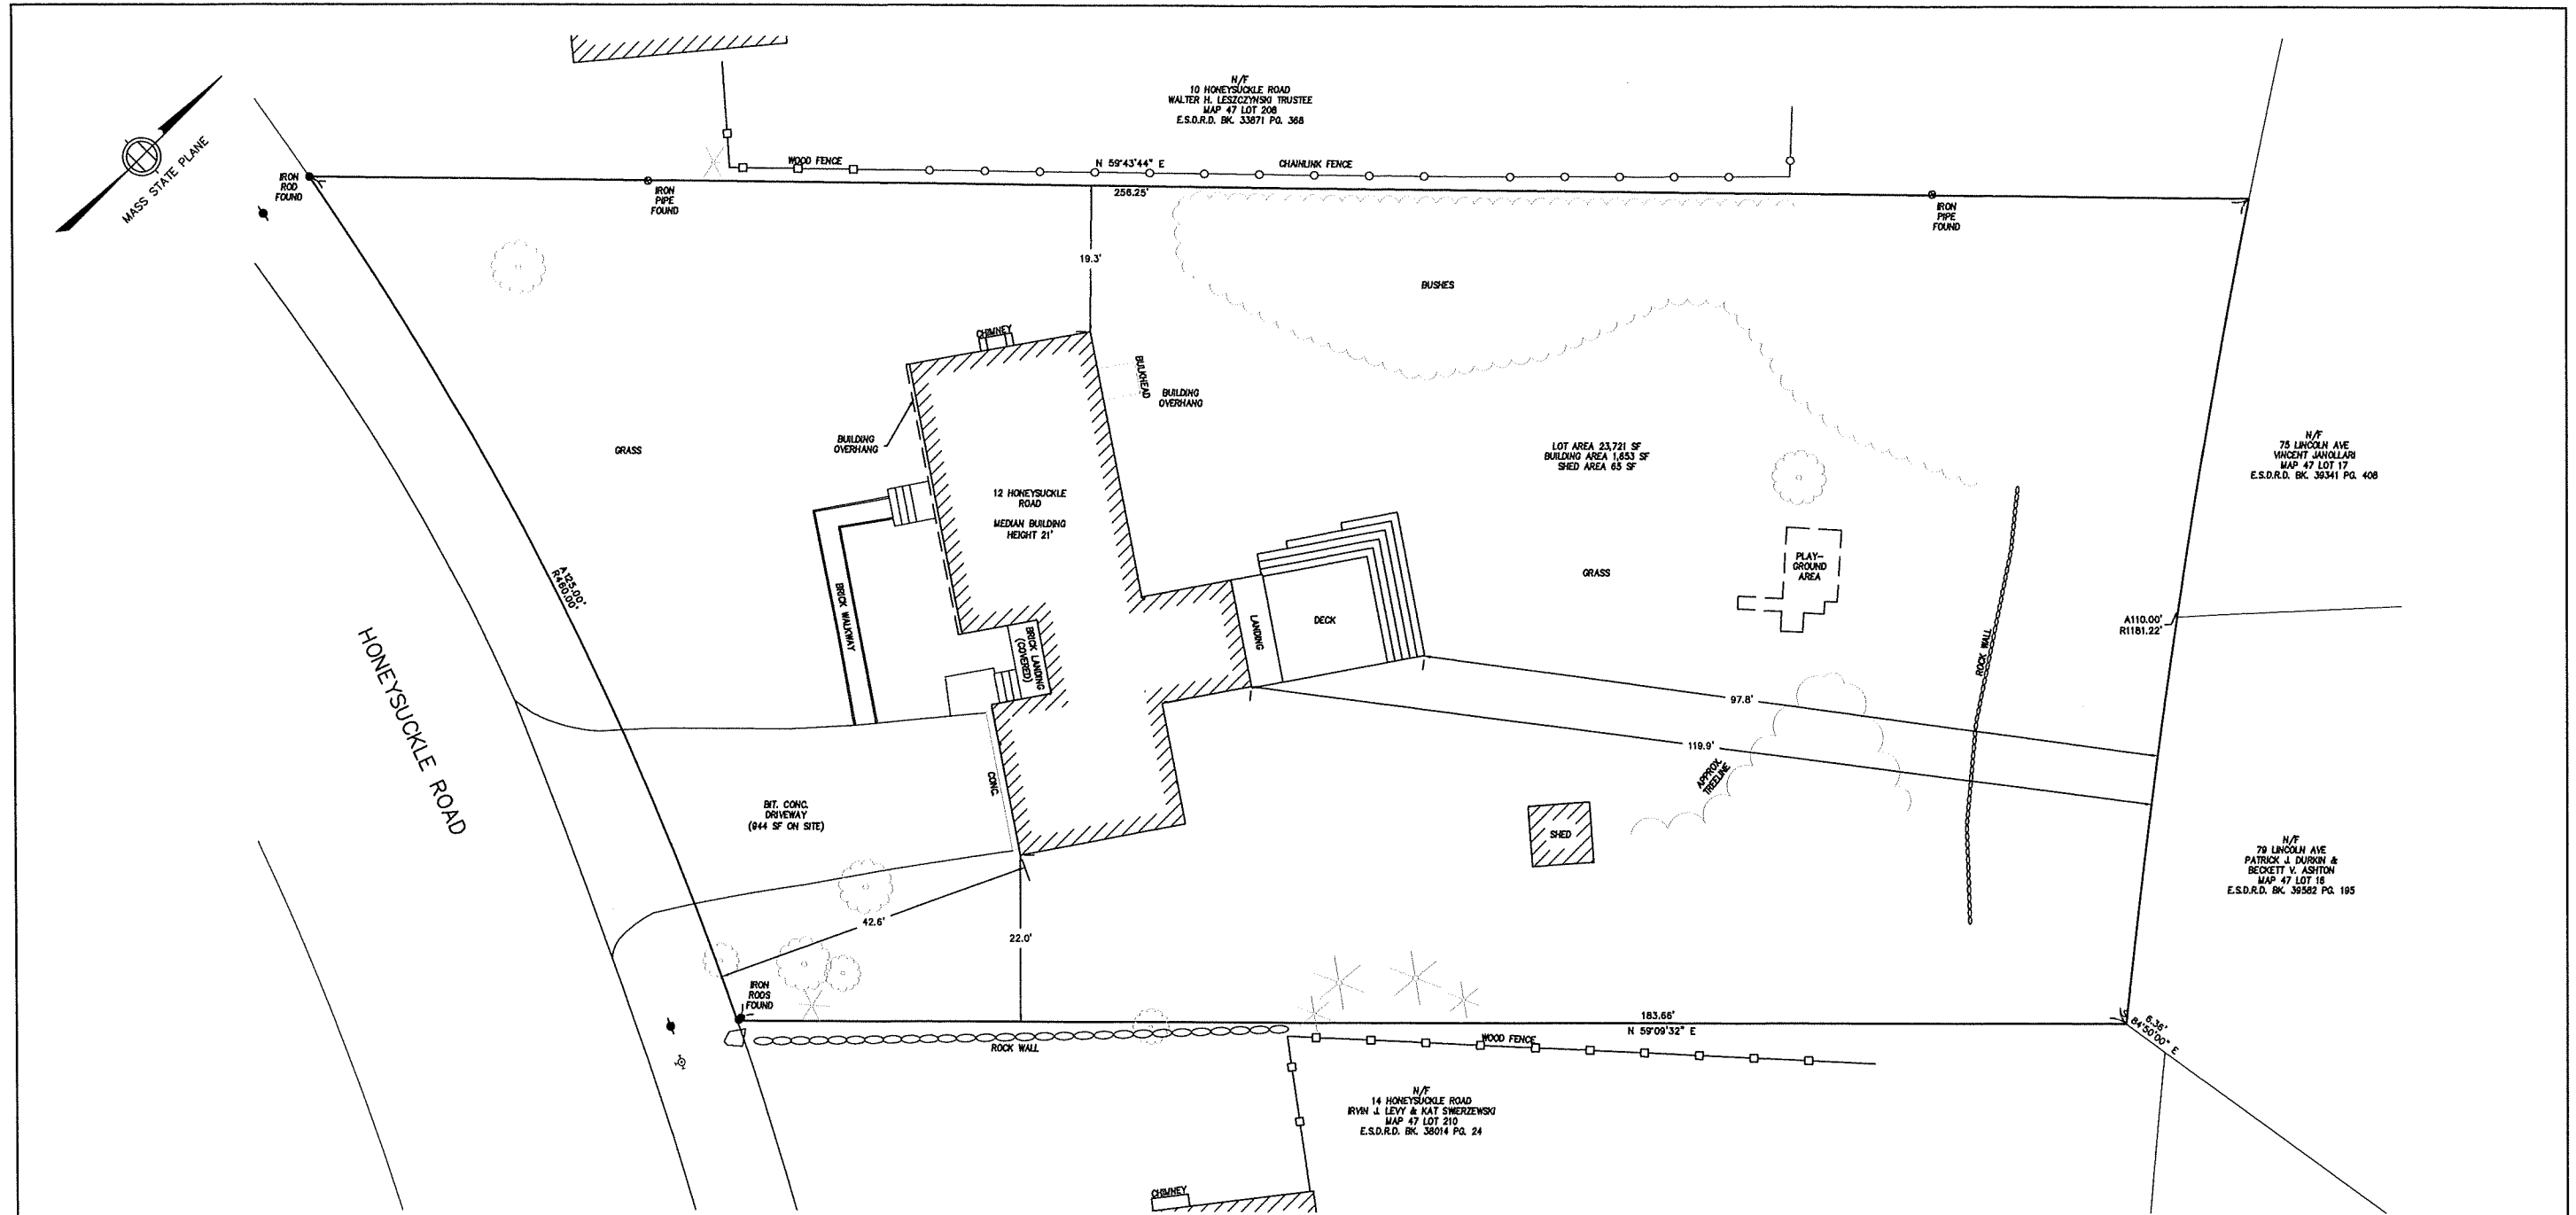 N/F
10 HONEYSUCKLE ROAD
WALTER H. LESZCZYNSKI TRUSTEE
MAP 47 LOT 208
E.S.D.R.D. BK. 33871 PG. 368
MASS STATE PLANE
IRON
ROD
FOUND
IRON
PIPE
FOUND
WOOD FENCE
N 59°43'44" E
CHAINLINK FENCE
256.25'
IRON
PIPE
FOUND
19.3'
BUSHES
CHIMNEY
BULKHEAD
BUILDING
OVERHANG
BUILDING
OVERHANG
GRASS
LOT AREA 23,721 SF
BUILDING AREA 1,653 SF
SHED AREA 65 SF
N/F
75 LINCOLN AVE
VINCENT JANOLLARI
MAP 47 LOT 17
E.S.D.R.D. BK. 39341 PG. 408
12 HONEYSUCKLE
ROAD
MEDIAN BUILDING
HEIGHT 21'
PLAY-
GROUND
AREA
GRASS
A125.00'
R460.00'
BRICK WALKWAY
BRICK LANDING
(COVERED)
LANDING
DECK
ROCK WALL
A110.00'
R1181.22'
HONEYSUCKLE ROAD
97.8'
119.9'
APPROX.
TREELINE
CONC.
BIT. CONC.
DRIVEWAY
(944 SF ON SITE)
SHED
N/F
79 LINCOLN AVE
PATRICK J. DURKIN &
BECKETT V. ASHTON
MAP 47 LOT 16
E.S.D.R.D. BK. 39582 PG. 195
42.6'
22.0'
IRON
RODS
FOUND
183.66'
N 59°09'32" E
6.36'
84°50'00" E
ROCK WALL
WOOD FENCE
N/F
14 HONEYSUCKLE ROAD
IRVIN J. LEVY & KAT SWIERZEWSKI
MAP 47 LOT 210
E.S.D.R.D. BK. 38014 PG. 24
CHIMNEY